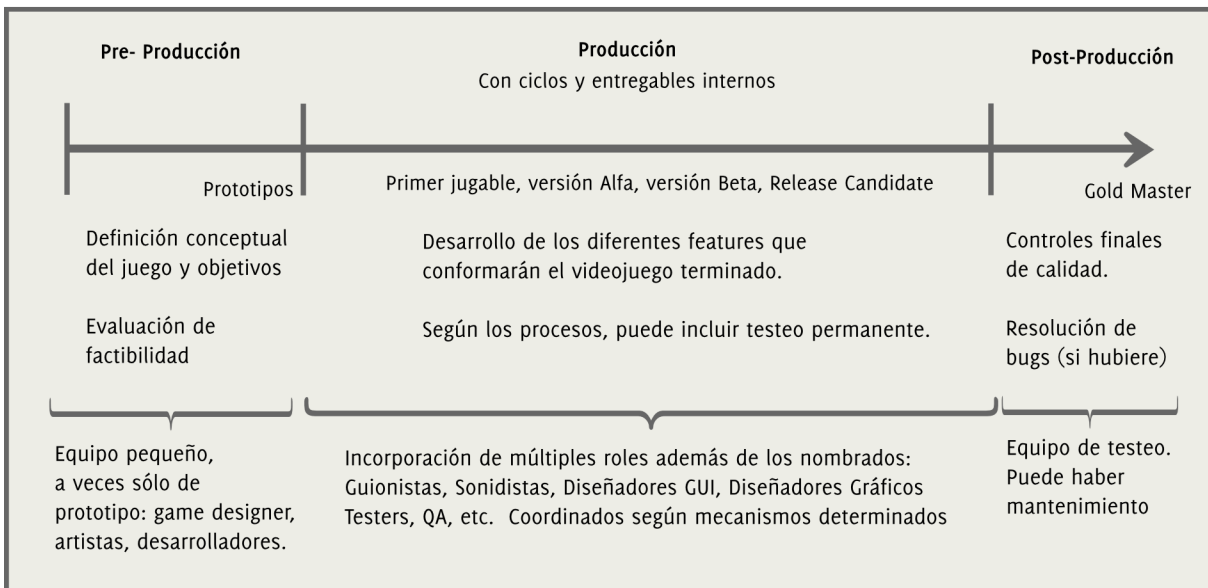 Pre- Producción
Producción
Con ciclos y entregables internos
Post-Producción
Prototipos
Primer jugable, versión Alfa, versión Beta, Release Candidate
Gold Master
Definición conceptual
del juego y objetivos
Evaluación de
factibilidad
Desarrollo de los diferentes features que
conformarán el videojuego terminado.
Según los procesos, puede incluir testeo permanente.
Controles finales
de calidad.
Resolución de
bugs (si hubiere)
Equipo pequeño,
a veces sólo de
prototipo: game designer,
artistas, desarrolladores.
Incorporación de múltiples roles además de los nombrados:
Guionistas, Sonidistas, Diseñadores GUI, Diseñadores Gráficos
Testers, QA, etc. Coordinados según mecanismos determinados
Equipo de testeo.
Puede haber
mantenimiento